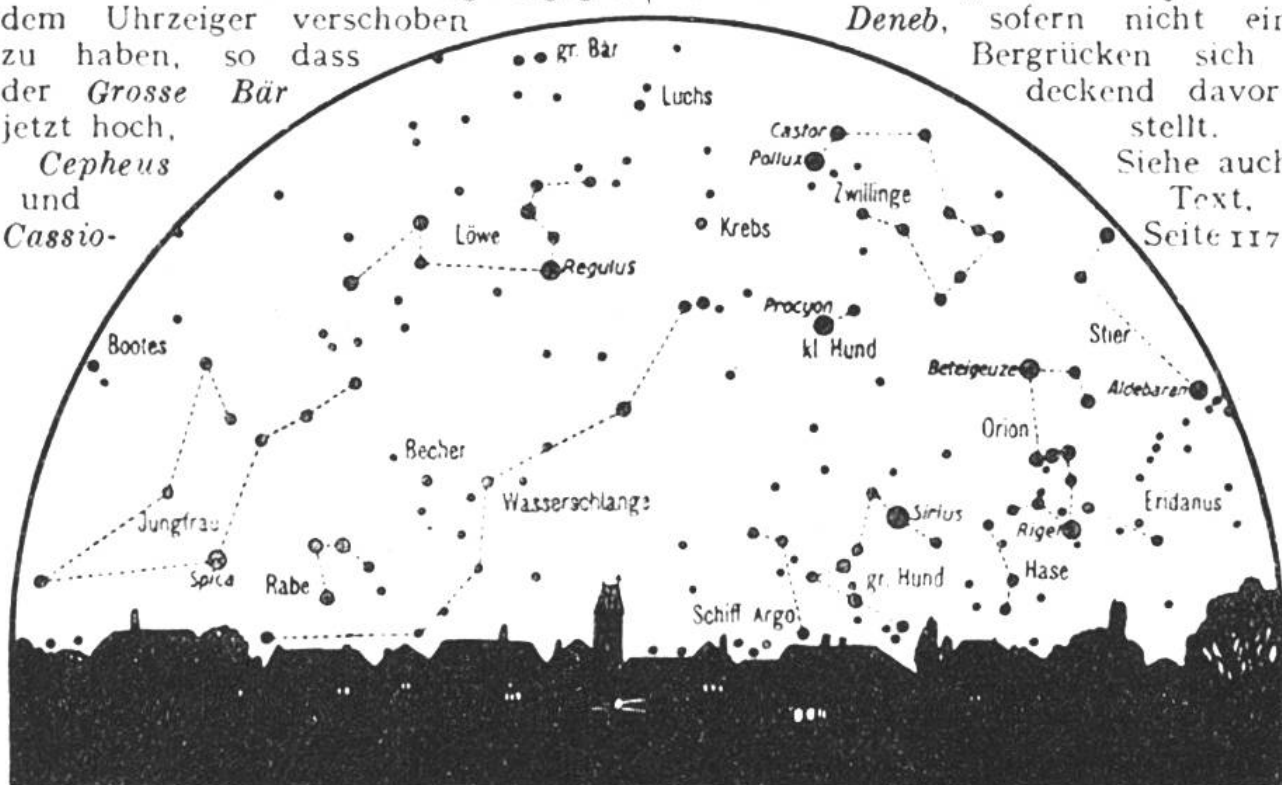 dem Uhrzeiger verschoben
zu haben, so dass
der Grosse Bär
jetzt hoch,
Cepheus
und
Cassio-
Deneb, sofern nicht ein
Bergrücken sich
deckend davor
stellt.
Siehe auch
Text,
Seite 117
gr. Bär
Luchs
Castor
Pollux
Zwillinge
Löwe
Krebs
Regulus
Procyon
kl Hund
Bootes
Stier
Beteigeuze
Aldebaran
Orion
Becher
Wasserschlange
Jungfrau
Sirius
Eridanus
Rigel
Spica
Rabe
gr. Hund
Hase
Schiff Argo